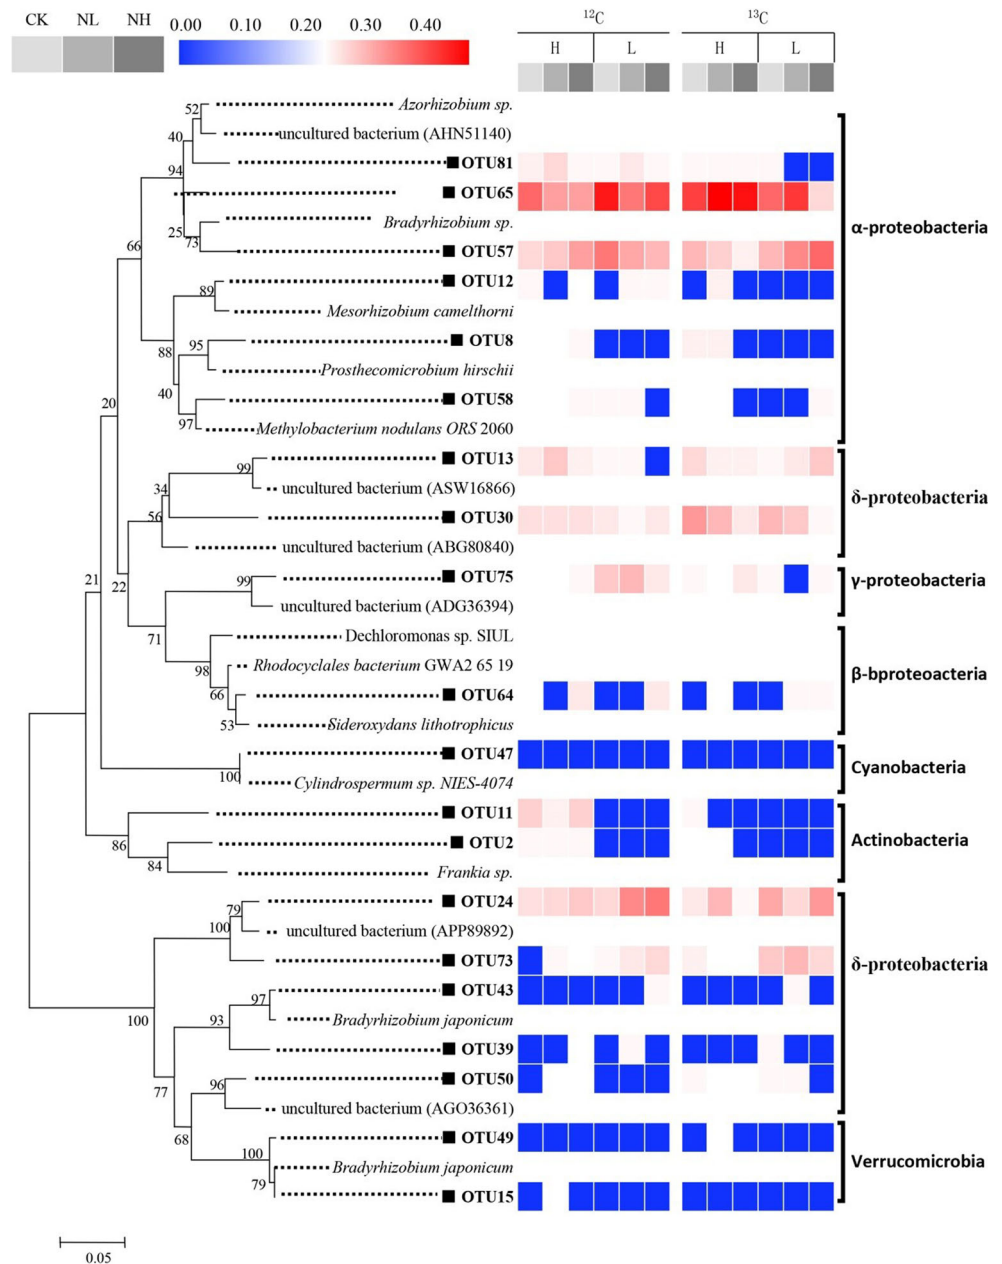 CK NL NH
0.00 0.10 0.20 0.30 0.40
12C 13C
H L H L
52
Azorhizobium sp.
40
uncultured bacterium (AHN51140)
94
OTU81
OTU65
25
73
Bradyrhizobium sp.
66
OTU57
α-proteobacteria
89
OTU12
Mesorhizobium camelthorni
88
95
OTU8
Prosthecomicrobium hirschii
40
OTU58
20
97
Methylobacterium nodulans ORS 2060
99
OTU13
34
uncultured bacterium (ASW16866)
δ-proteobacteria
56
OTU30
uncultured bacterium (ABG80840)
21
22
99
OTU75
γ-proteobacteria
uncultured bacterium (ADG36394)
71
Dechloromonas sp. SIUL
98
Rhodocyclales bacterium GWA2 65 19
β-bproteoacteria
66
OTU64
53
Sideroxydans lithotrophicus
OTU47
Cyanobacteria
100
Cylindrospermum sp. NIES-4074
OTU11
86
OTU2
Actinobacteria
84
Frankia sp.
79
OTU24
100
uncultured bacterium (APP89892)
OTU73
δ-proteobacteria
97
OTU43
100
93
Bradyrhizobium japonicum
OTU39
77
96
OTU50
uncultured bacterium (AGO36361)
68
OTU49
100
Bradyrhizobium japonicum
Verrucomicrobia
79
OTU15
0.05